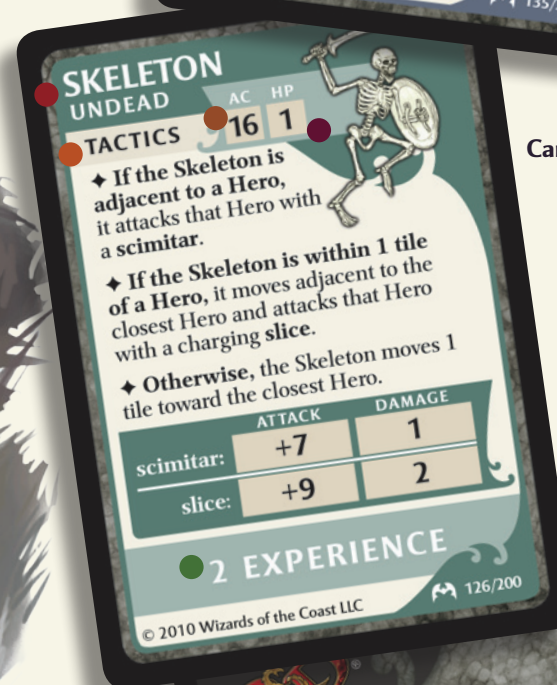 135/
SKELETON
UNDEAD
AC HP
TACTICS 16 1
✦ If the Skeleton is
adjacent to a Hero,
it attacks that Hero with
a scimitar.
✦ If the Skeleton is within 1 tile
of a Hero, it moves adjacent to the
closest Hero and attacks that Hero
with a charging slice.
✦ Otherwise, the Skeleton moves 1
tile toward the closest Hero.
ATTACK DAMAGE
scimitar: +7 1
slice: +9 2
2 EXPERIENCE
126/200
© 2010 Wizards of the Coast LLC
®